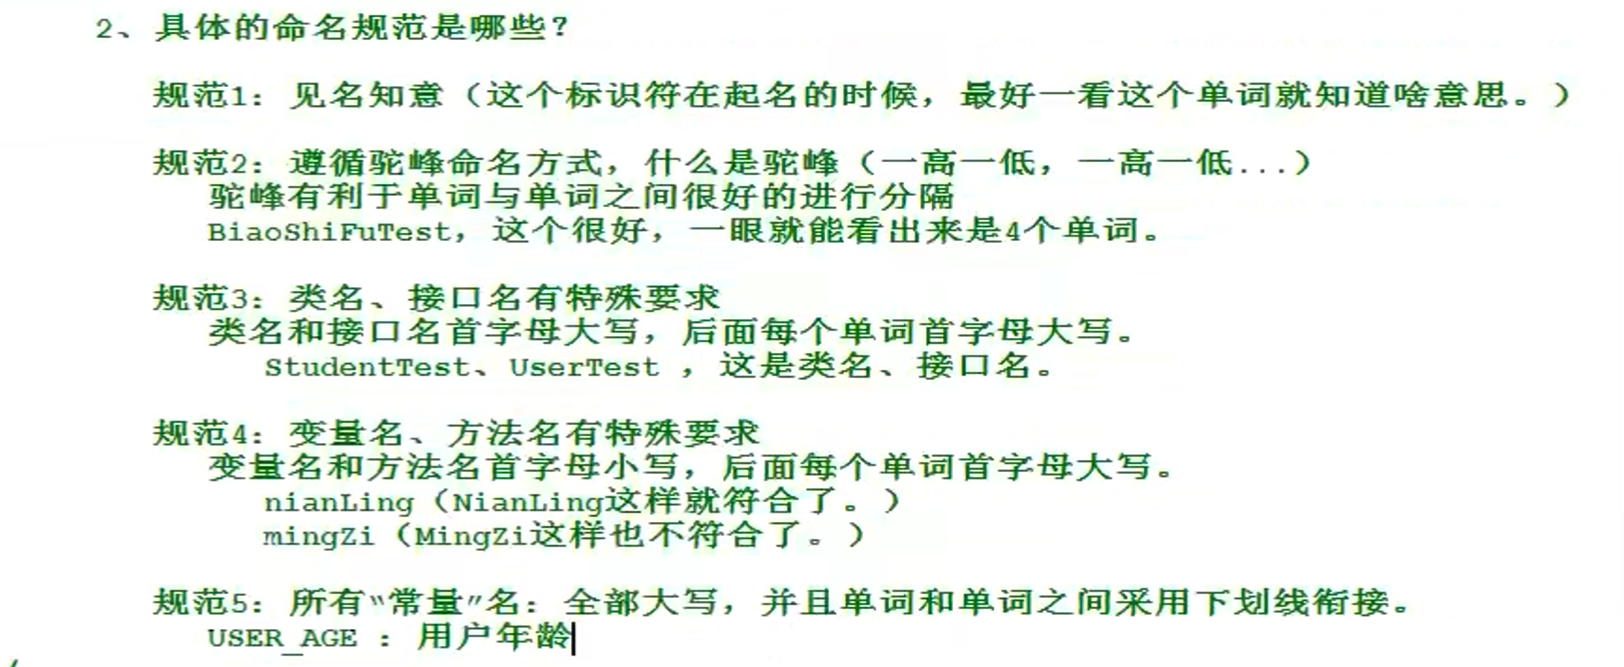 2、具体的命名规范是哪些？
规范1：见名知意（这个标识符在起名的时候，最好一看这个单词就知道啥意思。）
规范2：遵循驼峰命名方式，什么是驼峰（一高一低，一高一低...）
驼峰有利于单词与单词之间很好的进行分隔
BiaoShiFuTest，这个很好，一眼就能看出来是4个单词。
规范3：类名、接口名有特殊要求
类名和接口名首字母大写，后面每个单词首字母大写。
StudentTest、UserTest ，这是类名、接口名。
规范4：变量名、方法名有特殊要求
变量名和方法名首字母小写，后面每个单词首字母大写。
nianLing（NianLing这样就符合了。）
mingZi（MingZi这样也不符合了。）
规范5：所有“常量”名：全部大写，并且单词和单词之间采用下划线衔接。
USER_AGE ：用户年龄